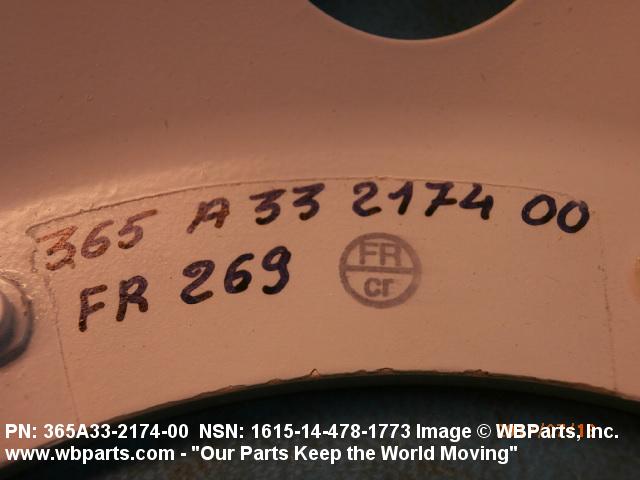 365 A 33 2174 00
FR 269
FR
cr
PN: 365A33-2174-00 NSN: 1615-14-478-1773 Image © WBParts, Inc.
www.wbparts.com - "Our Parts Keep the World Moving"